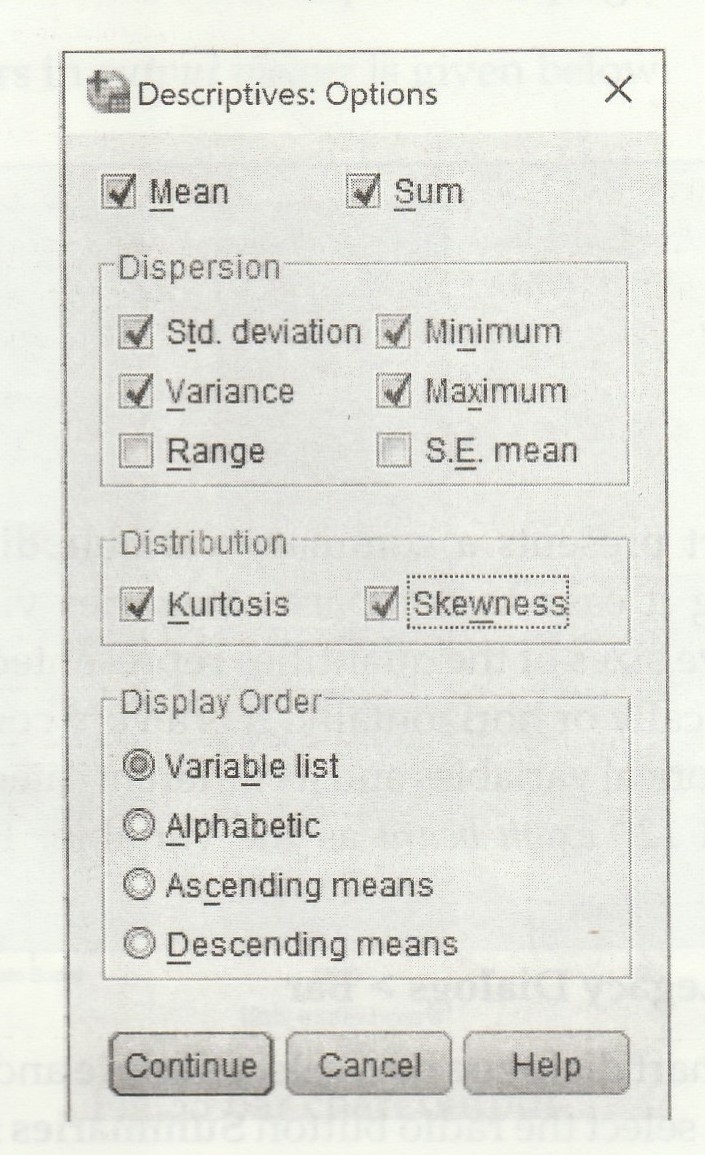 Descriptives: Options
Mean Sum
Dispersion
Std. deviation Minimum
Variance Maximum
Range S.E. mean
Distribution
Kurtosis Skewness
Display Order
Variable list
Alphabetic
Ascending means
Descending means
Continue Cancel Help